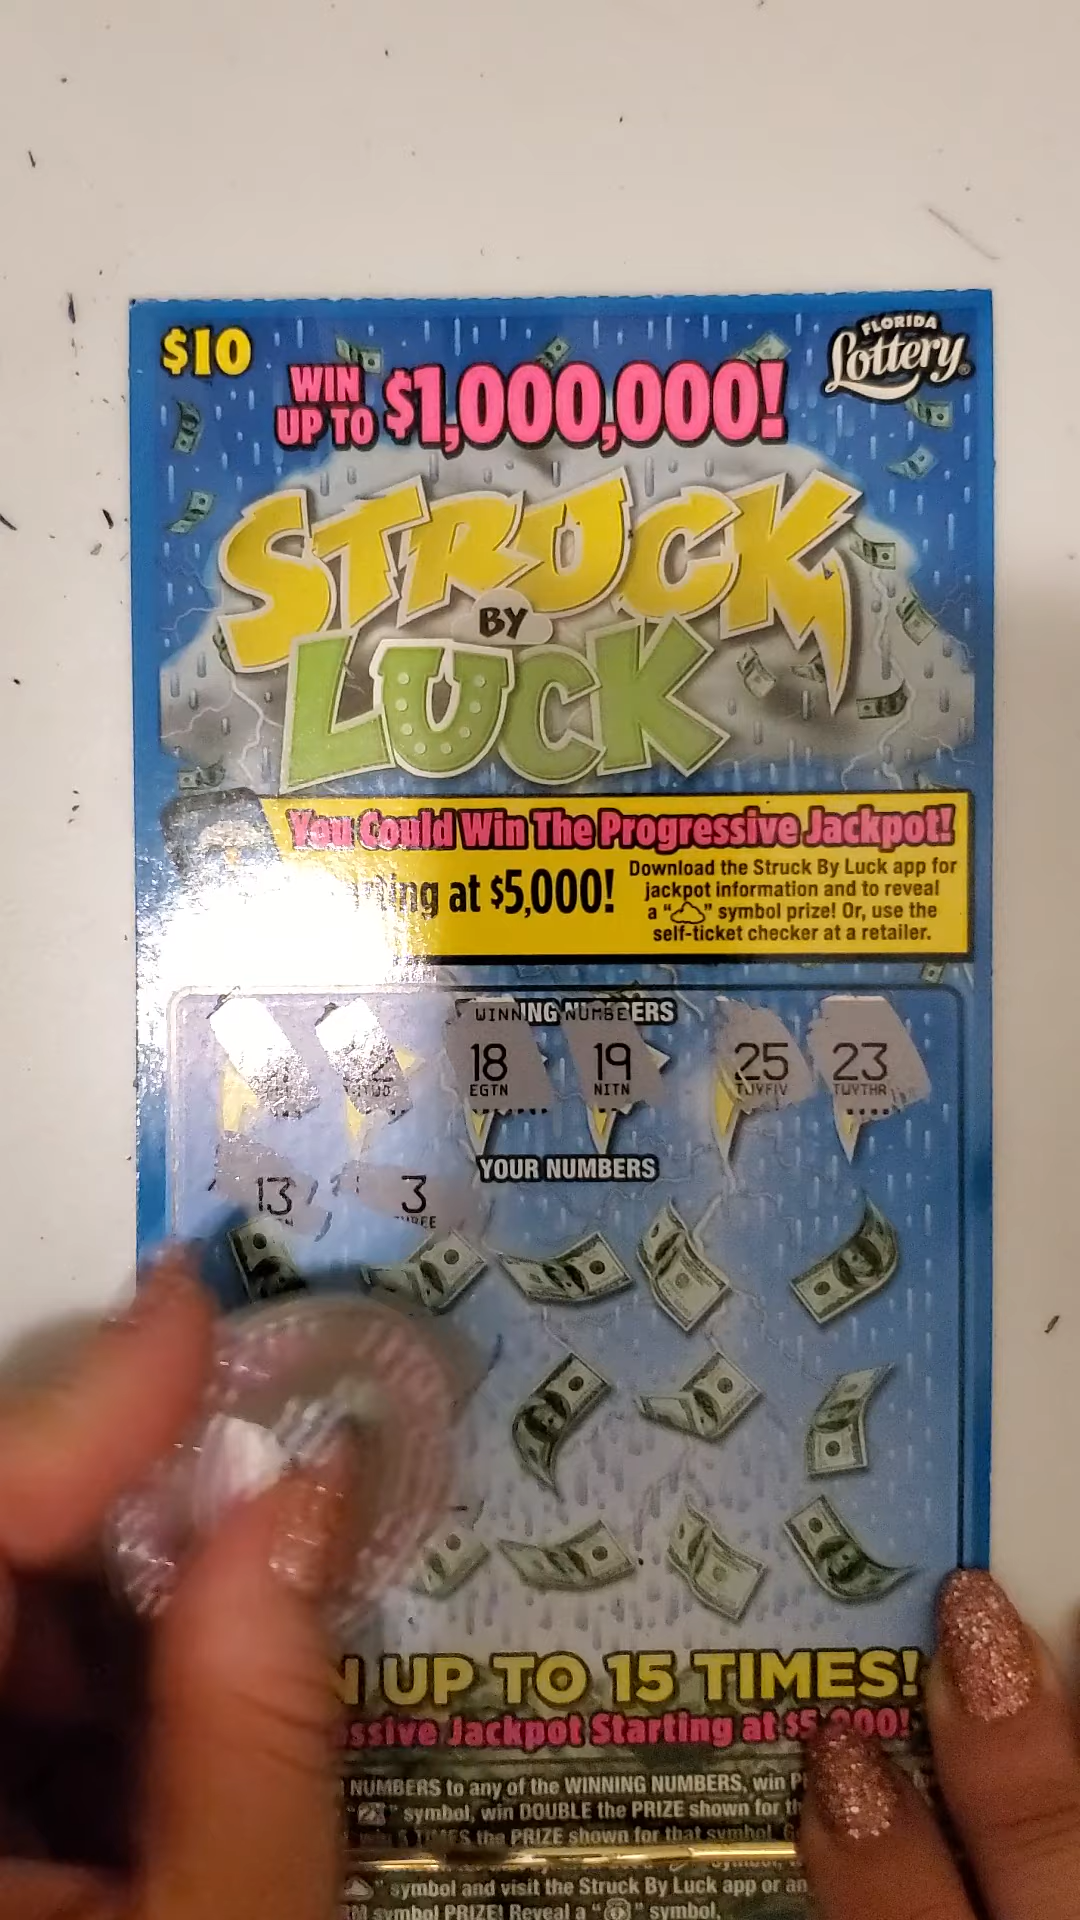 $10
FLORIDA
Lottery
WIN
UP TO $1,000,000!
STRUCK
BY
LUCK
You Could Win The Progressive Jackpot!
at $5,000!
Download the Struck By Luck app for
jackpot information and to reveal
a " " symbol prize! Or, use the
self-ticket checker at a retailer.
WINNING NUMBERS
18 19 25 23
EGTN NITN TWYFIV TWYTHR
YOUR NUMBERS
13 3
UP TO 15 TIMES!
Jackpot Starting at
NUMBERS to any of the WINNING NUMBERS, win
"2X" symbol, win DOUBLE the PRIZE shown for
the PRIZE shown for that symbol.
" symbol and visit the Struck By Luck app or
symbol PRIZE! Reveal a " " symbol,